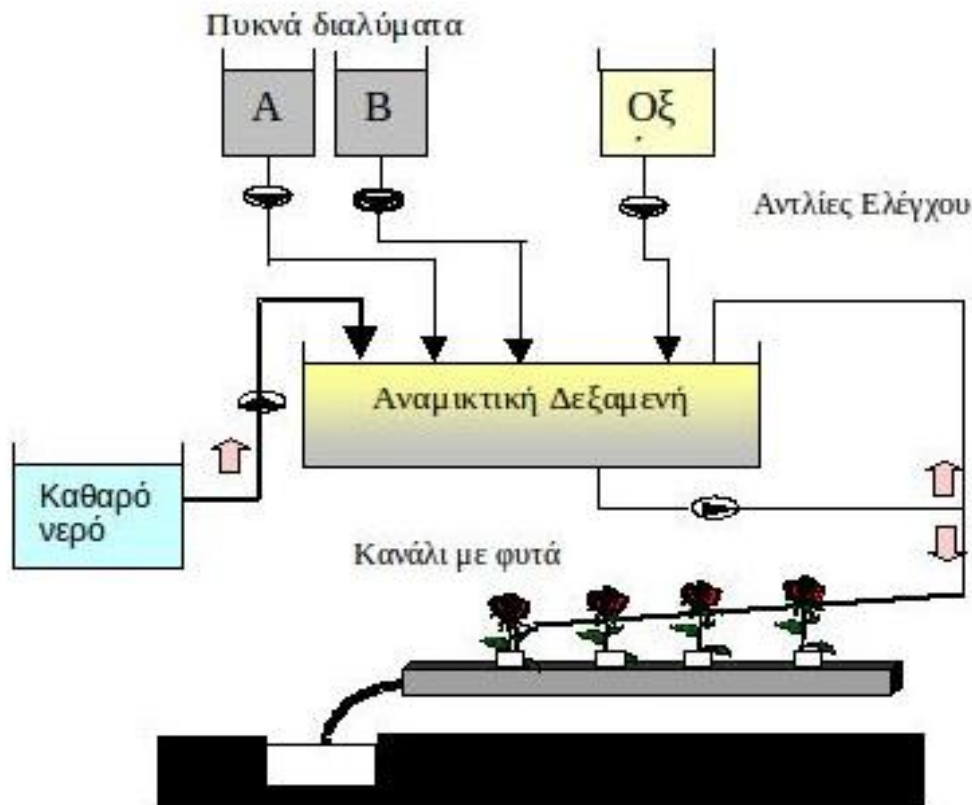 Πυκνά διαλύματα
Α
Β
Οξ
Αντλίες Ελέγχου
Αναμικτική Δεξαμενή
Καθαρό
νερό
Κανάλι με φυτά